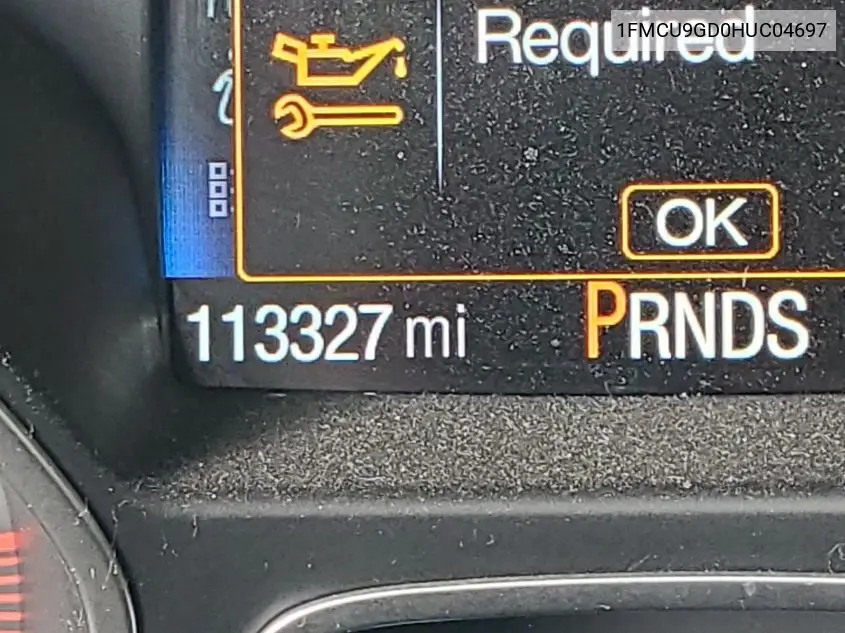 1FMCU9GD0HUC04697
Required
OK
113327 mi PRNDS